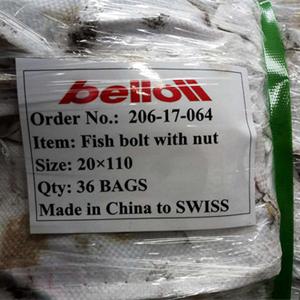 belloli
Order No.: 206-17-064
Item: Fish bolt with nut
Size: 20×110
Qty: 36 BAGS
Made in China to SWISS